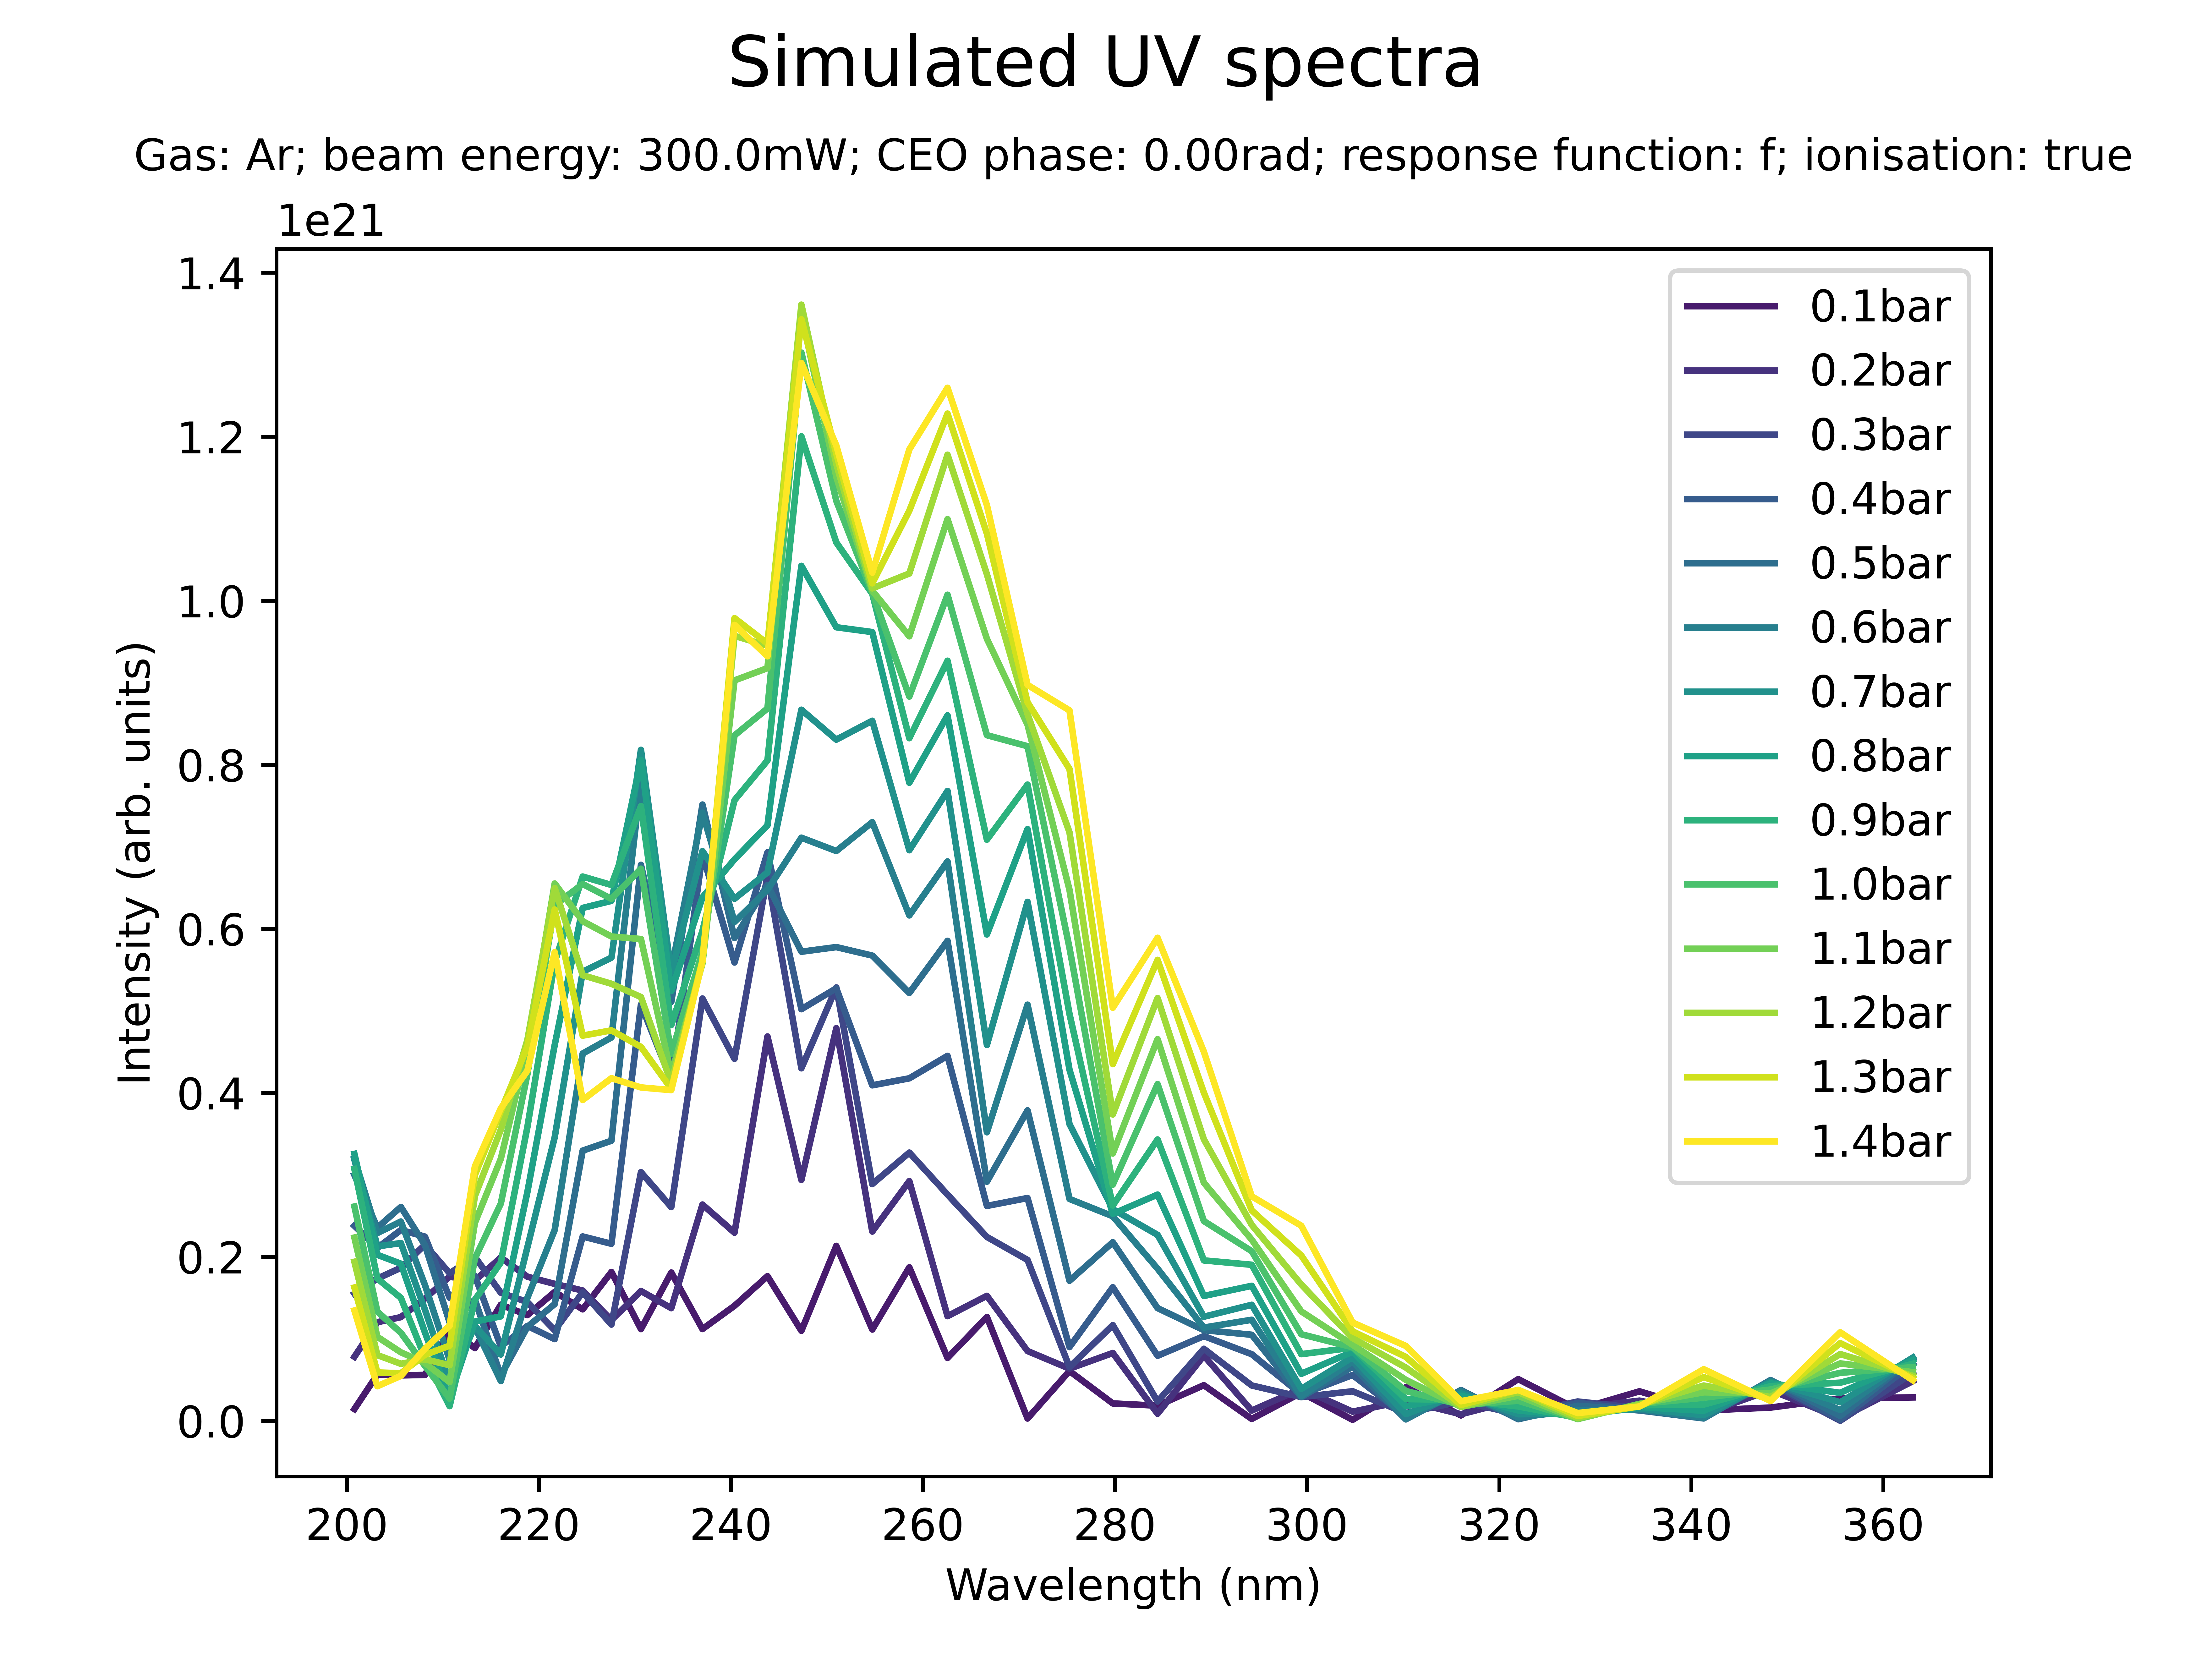 Simulated UV spectra
Gas: Ar; beam energy: 300.0mW; CEO phase: 0.00rad; response function: f; ionisation: true
1e21
1.4
1.2
1.0
0.8
0.6
0.4
0.2
0.0
Intensity (arb. units)
0.1bar
0.2bar
0.3bar
0.4bar
0.5bar
0.6bar
0.7bar
0.8bar
0.9bar
1.0bar
1.1bar
1.2bar
1.3bar
1.4bar
200 220 240 260 280 300 320 340 360
Wavelength (nm)